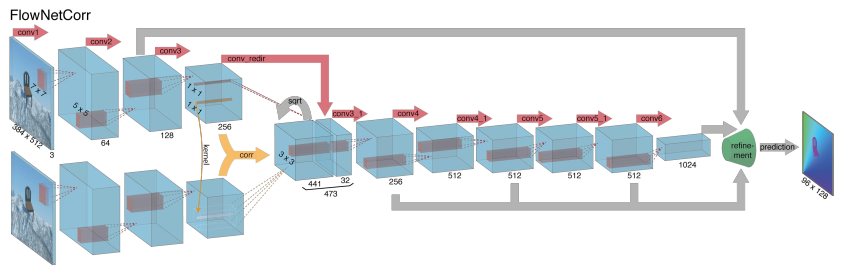 FlowNetCorr
conv1
conv2
conv3
conv_redir
sqrt
conv3_1
conv4
conv4_1
conv5
conv5_1
conv6
7 x 7
5 x 5
1 x 1
1 x 1
kernel
corr
3 x 3
384 x 512
3
64
128
256
441
32
473
256
512
512
512
512
1024
refine-
ment
prediction
96 x 128